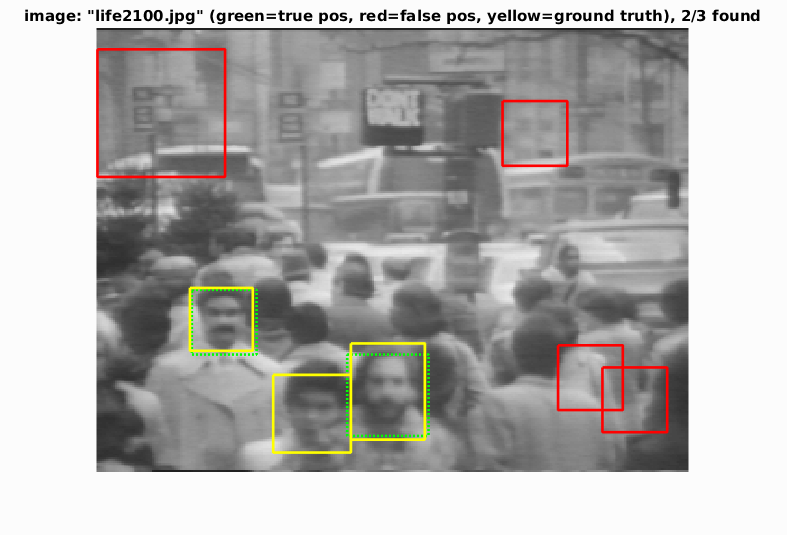 image: "life2100.jpg" (green=true pos, red=false pos, yellow=ground truth), 2/3 found
DONT
WALK